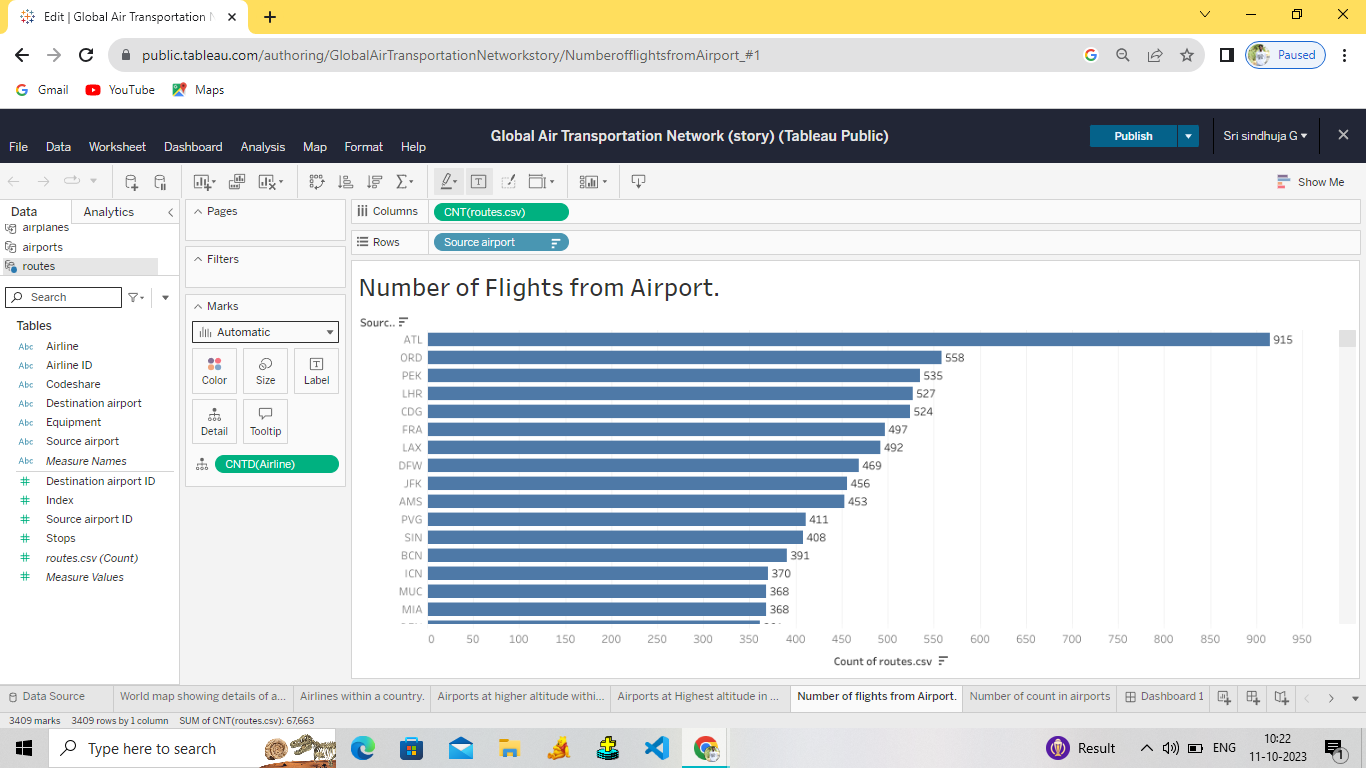 Edit | Global Air Transportation N
public.tableau.com/authoring/GlobalAirTransportationNetworkstory/NumberofflightsfromAirport_#1
Paused
Gmail YouTube Maps
Global Air Transportation Network (story) (Tableau Public)
Publish
Sri sindhuja G
File Data Worksheet Dashboard Analysis Map Format Help
Show Me
Data Analytics
airplanes
airports
routes
Search
Tables
Abc Airline
Abc Airline ID
Abc Codeshare
Abc Destination airport
Abc Equipment
Abc Source airport
Abc Measure Names
# Destination airport ID
# Index
# Source airport ID
# Stops
# routes.csv (Count)
# Measure Values
Pages
Filters
Marks
Automatic
Color Size Label
Detail Tooltip
CNTD(Airline)
Columns CNT(routes.csv)
Rows Source airport
Number of Flights from Airport.
Sourc..
ATL 915
ORD 558
PEK 535
LHR 527
CDG 524
FRA 497
LAX 492
DFW 469
JFK 456
AMS 453
PVG 411
SIN 408
BCN 391
ICN 370
MUC 368
MIA 368
0 50 100 150 200 250 300 350 400 450 500 550 600 650 700 750 800 850 900 950
Count of routes.csv
Data Source World map showing details of a... Airlines within a country. Airports at higher altitude withi... Airports at Highest altitude in ... Number of flights from Airport. Number of count in airports Dashboard 1
3409 marks 3409 rows by 1 column SUM of CNT(routes.csv): 67,663
Type here to search
Result
ENG
10:22
11-10-2023
1